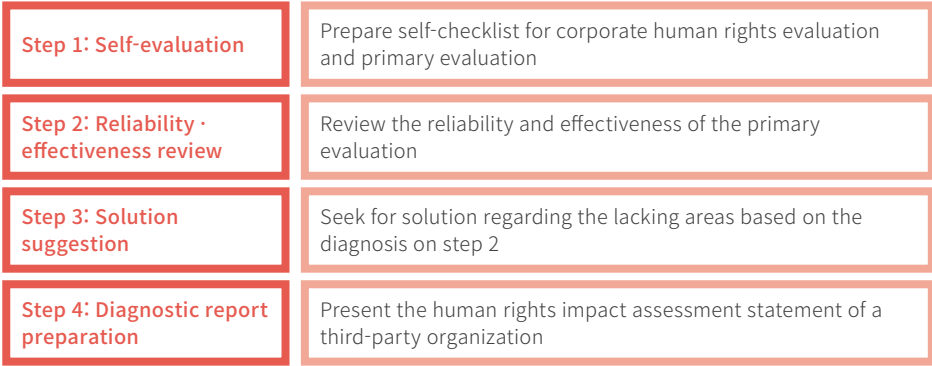 Step 1: Self-evaluation
Prepare self-checklist for corporate human rights evaluation
and primary evaluation
Step 2: Reliability ·
effectiveness review
Review the reliability and effectiveness of the primary
evaluation
Step 3: Solution
suggestion
Seek for solution regarding the lacking areas based on the
diagnosis on step 2
Step 4: Diagnostic report
preparation
Present the human rights impact assessment statement of a
third-party organization